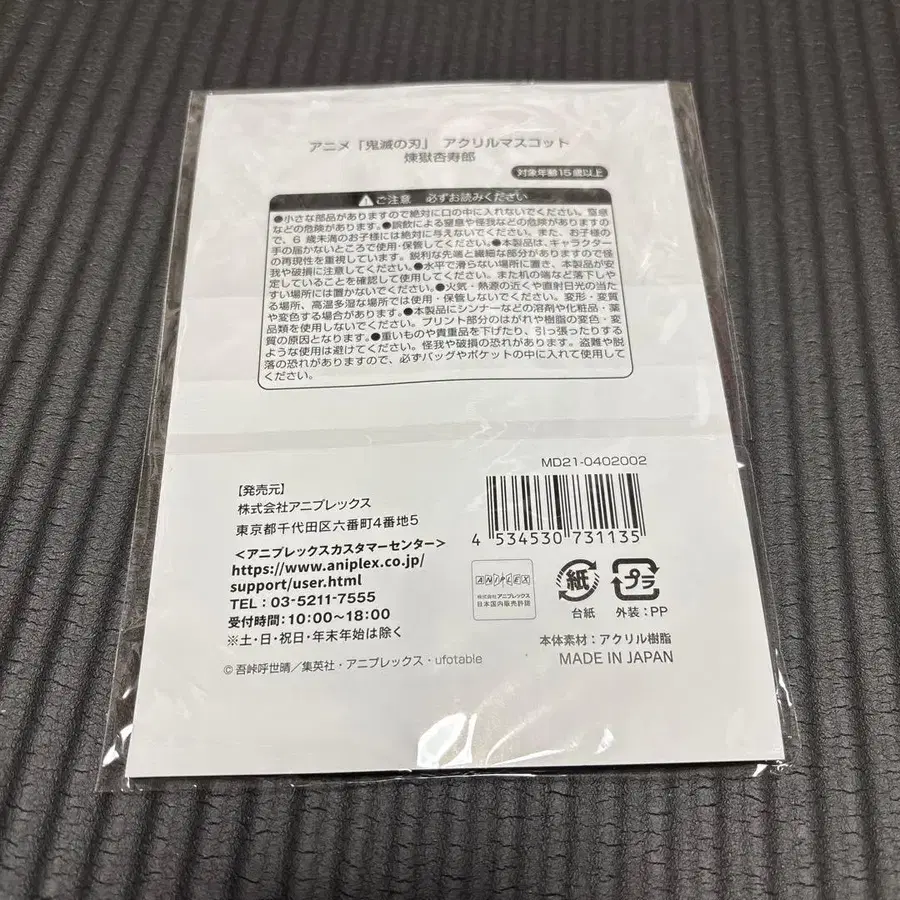 アニメ「鬼滅の刃」 アクリルマスコット
煉獄杏寿郎
対象年齢15歳以上
ご注意 必ずお読みください
●小さな部品がありますので絶対に口の中に入れないでください。窒息
などの危険があります。●誤飲による窒息や怪我などの危険があります
ので、6 歳未満のお子様には絶対に与えないでください。また、お子様の
手の届かないところで使用・保管してください。●本製品は、キャラクター
の再現性を重視しています。鋭利な先端と繊細な部分がありますので怪
我や破損に注意してください。●水平で滑らない場所に置き、本製品が安
定していることを確認して使用してください。また机の端など落下しや
すい場所には置かないでください。●火気・熱源の近くや直射日光の当た
る場所、高温多湿な場所では使用・保管しないでください。変形・変質
や変色する場合があります。●本製品にシンナーなどの溶剤や化粧品・薬
品類を使用しないでください。プリント部分のはがれや樹脂の変色・変
質の原因となります。●重いものや貴重品を下げたり、引っ張ったりする
ような使用は避けてください。怪我や破損の恐れがあります。盗難や脱
落の恐れがありますので、必ずバッグやポケットの中に入れて使用して
ください。
MD21-0402002
4 534530 731135
【発売元】
株式会社アニプレックス
東京都千代田区六番町4番地5
<アニプレックスカスタマーセンター>
https://www.aniplex.co.jp/
support/user.html
TEL：03-5211-7555
受付時間：10:00～18:00
※土・日・祝日・年末年始は除く
ANIPLEX
株式会社アニプレックス
日本国内販売許諾
紙
台紙
プラ
外装：PP
本体素材：アクリル樹脂
MADE IN JAPAN
©吾峠呼世晴／集英社・アニプレックス・ufotable